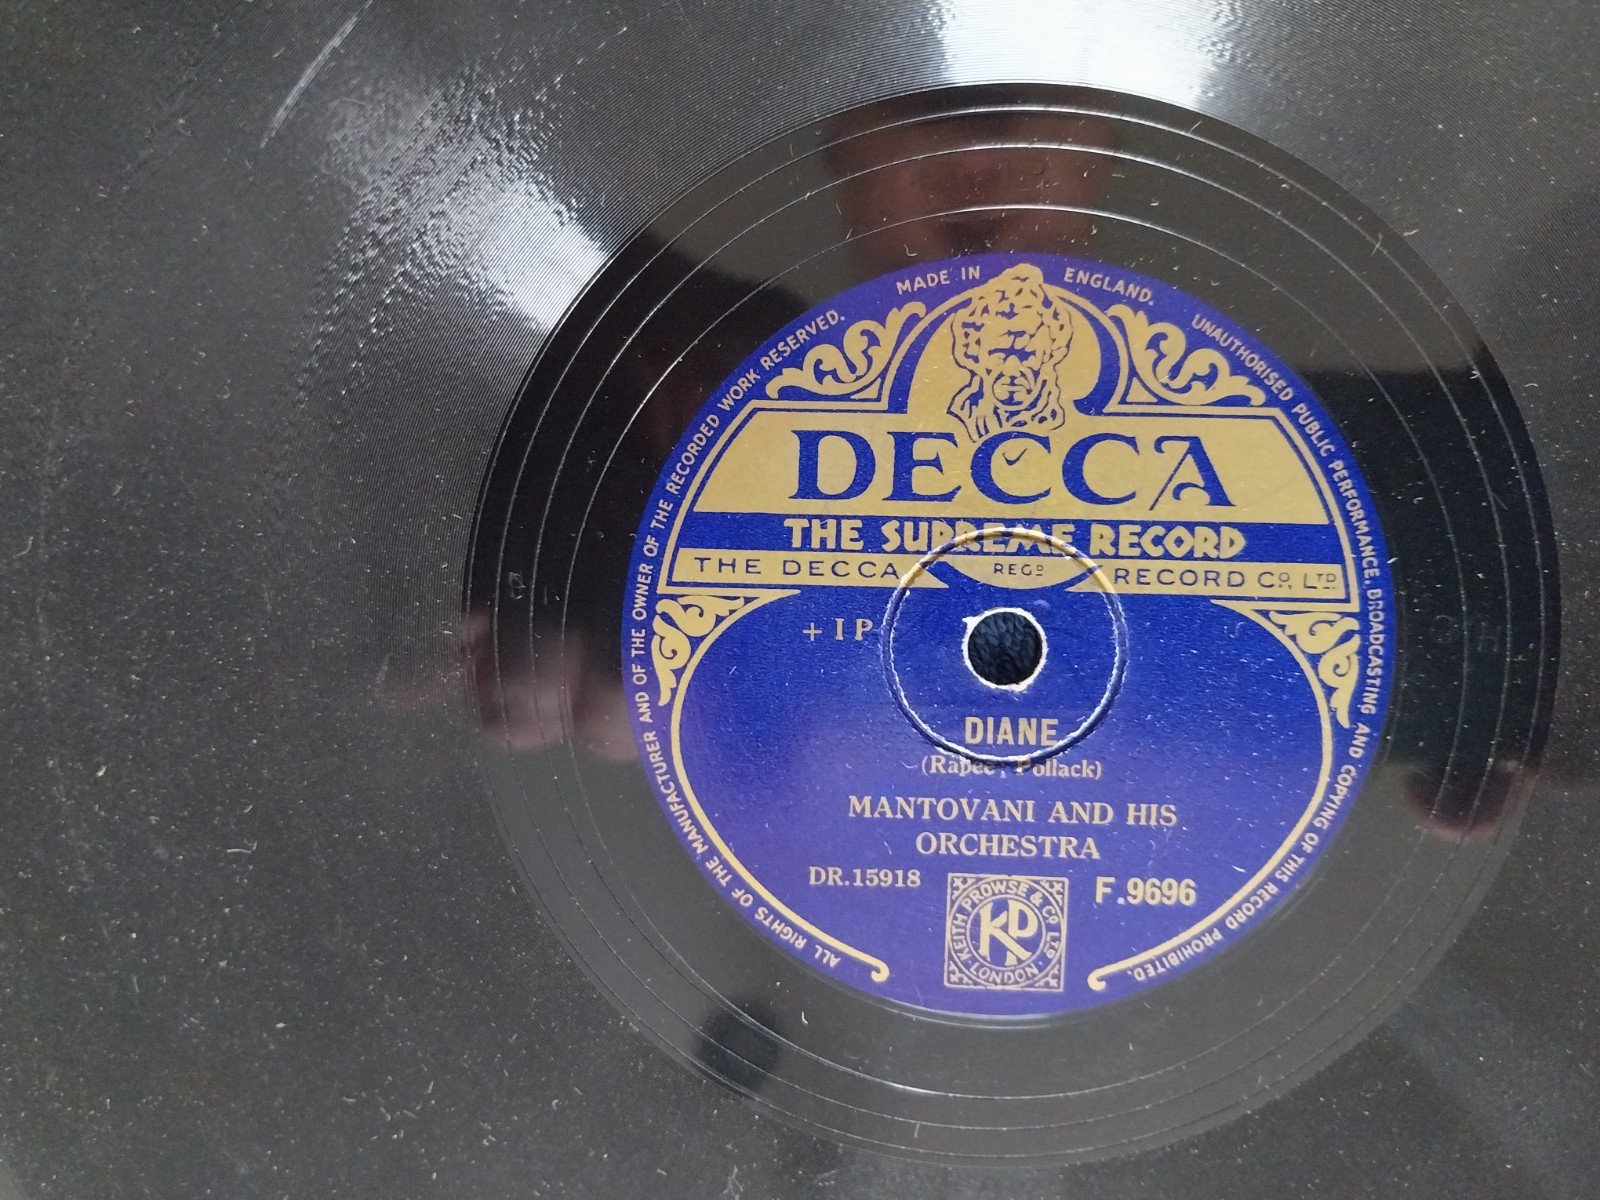 MADE IN ENGLAND.
ALL RIGHTS OF THE MANUFACTURER AND OF THE OWNER OF THE RECORDED WORK RESERVED.
UNAUTHORISED PUBLIC PERFORMANCE, BROADCASTING AND COPYING OF THIS RECORD PROHIBITED.
DECCA
THE SUPREME RECORD
THE DECCA REGD RECORD CO., LTD.
+ I P
DIANE
(Rapee, Pollack)
MANTOVANI AND HIS
ORCHESTRA
DR.15918
F.9696
KEITH PROWSE & CO LTD
KP
LONDON